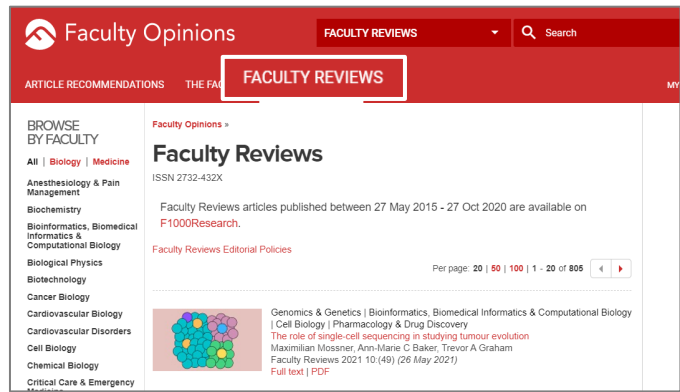 Faculty Opinions
FACULTY REVIEWS
Search
ARTICLE RECOMMENDATIONS
THE
FACULTY REVIEWS
MY
BROWSE
BY FACULTY
All | Biology | Medicine
Anesthesiology & Pain
Management
Biochemistry
Bioinformatics, Biomedical
Informatics &
Computational Biology
Biological Physics
Biotechnology
Cancer Biology
Cardiovascular Biology
Cardiovascular Disorders
Cell Biology
Chemical Biology
Critical Care & Emergency
Faculty Opinions »
Faculty Reviews
ISSN 2732-432X
Faculty Reviews articles published between 27 May 2015 - 27 Oct 2020 are available on
F1000Research.
Faculty Reviews Editorial Policies
Per page: 20 | 50 | 100 | 1 - 20 of 805
Genomics & Genetics | Bioinformatics, Biomedical Informatics & Computational Biology
| Cell Biology | Pharmacology & Drug Discovery
The role of single-cell sequencing in studying tumour evolution
Maximilian Mossner, Ann-Marie C Baker, Trevor A Graham
Faculty Reviews 2021 10:(49) (26 May 2021)
Full text | PDF